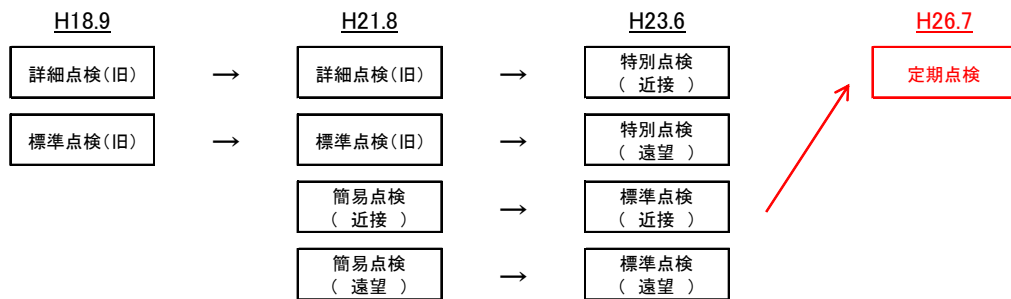 H18.9
H21.8
H23.6
H26.7
詳細点検(旧)
→
詳細点検(旧)
→
特別点検
( 近接 )
定期点検
標準点検(旧)
→
標準点検(旧)
→
特別点検
( 遠望 )
簡易点検
( 近接 )
→
標準点検
( 近接 )
簡易点検
( 遠望 )
→
標準点検
( 遠望 )